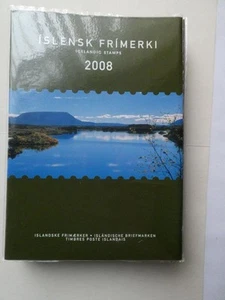 ÍSLENSK FRÍMERKI
ICELANDIC STAMPS
2008
ISLANDSKE FRIMÆRKER • ISLÄNDISCHE BRIEFMARKEN
TIMBRES POSTE ISLANDAIS